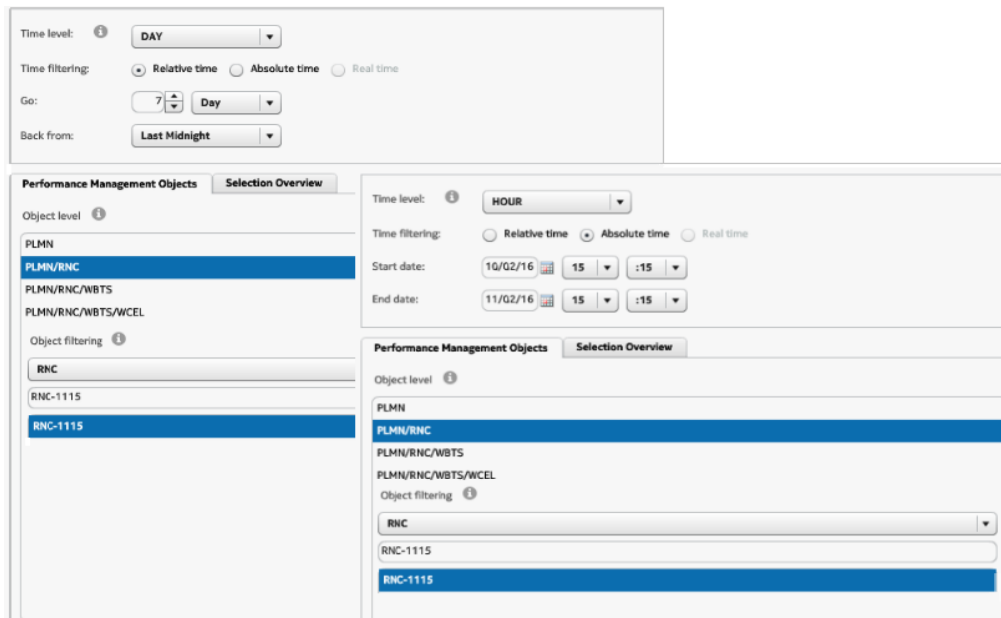 Time level: DAY
Time filtering: Relative time Absolute time Real time
Go: 7 Day
Back from: Last Midnight
Performance Management Objects Selection Overview
Object level
PLMN
PLMN/RNC
PLMN/RNC/WBTS
PLMN/RNC/WBTS/WCEL
Object filtering
RNC
RNC-1115
RNC-1115
Time level: HOUR
Time filtering: Relative time Absolute time Real time
Start date: 10/02/16 15 :15
End date: 11/02/16 15 :15
Performance Management Objects Selection Overview
Object level
PLMN
PLMN/RNC
PLMN/RNC/WBTS
PLMN/RNC/WBTS/WCEL
Object filtering
RNC
RNC-1115
RNC-1115